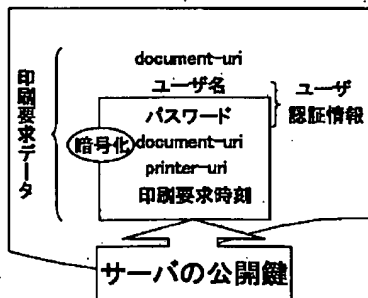 印刷要求データ
document-uri
ユーザ名
パスワード
ユーザ
認証情報
暗号化
document-uri
printer-uri
印刷要求時刻
サーバの公開鍵